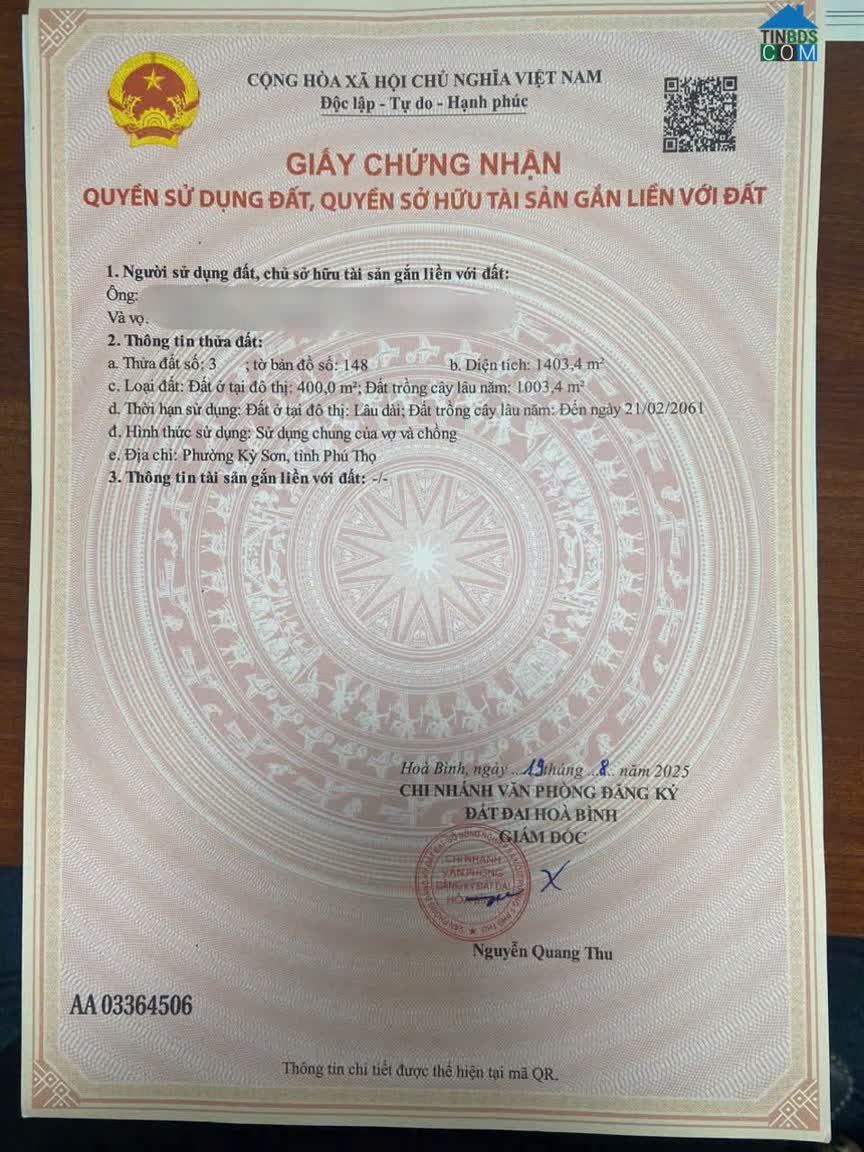 TINBDS
COM
CỘNG HÒA XÃ HỘI CHỦ NGHĨA VIỆT NAM
Độc lập - Tự do - Hạnh phúc
GIẤY CHỨNG NHẬN
QUYỀN SỬ DỤNG ĐẤT, QUYỀN SỞ HỮU TÀI SẢN GẮN LIỀN VỚI ĐẤT
1. Người sử dụng đất, chủ sở hữu tài sản gắn liền với đất:
Ông:
Và vợ.
2. Thông tin thửa đất:
a. Thửa đất số: 3 ; tờ bản đồ số: 148 b. Diện tích: 1403,4 m²
c. Loại đất: Đất ở tại đô thị: 400,0 m²; Đất trồng cây lâu năm: 1003,4 m²
d. Thời hạn sử dụng: Đất ở tại đô thị: Lâu dài; Đất trồng cây lâu năm: Đến ngày 21/02/2061
đ. Hình thức sử dụng: Sử dụng chung của vợ và chồng
e. Địa chỉ: Phường Kỳ Sơn, tỉnh Phú Thọ
3. Thông tin tài sản gắn liền với đất: -/-
Hoà Bình, ngày ...19 tháng ..8.. năm 2025
CHI NHÁNH VĂN PHÒNG ĐĂNG KÝ
ĐẤT ĐAI HOÀ BÌNH
GIÁM ĐỐC
CHI NHÁNH
VĂN PHÒNG
ĐĂNG KÝ ĐẤT ĐAI
Nguyễn Quang Thu
AA 03364506
Thông tin chi tiết được thể hiện tại mã QR.